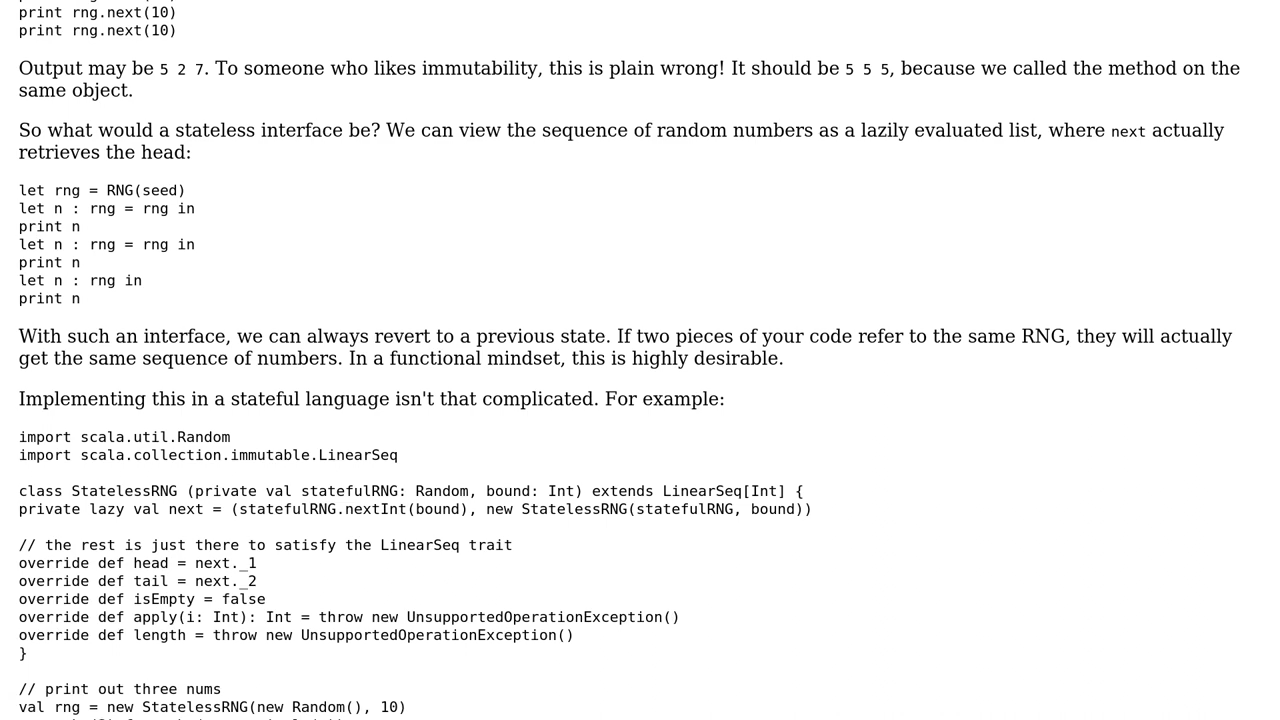 print rng.next(10)
print rng.next(10)
Output may be 5 2 7. To someone who likes immutability, this is plain wrong! It should be 5 5 5, because we called the method on the
same object.
So what would a stateless interface be? We can view the sequence of random numbers as a lazily evaluated list, where next actually
retrieves the head:
let rng = RNG(seed)
let n : rng = rng in
print n
let n : rng = rng in
print n
let n : rng in
print n
With such an interface, we can always revert to a previous state. If two pieces of your code refer to the same RNG, they will actually
get the same sequence of numbers. In a functional mindset, this is highly desirable.
Implementing this in a stateful language isn't that complicated. For example:
import scala.util.Random
import scala.collection.immutable.LinearSeq
class StatelessRNG (private val statefulRNG: Random, bound: Int) extends LinearSeq[Int] {
private lazy val next = (statefulRNG.nextInt(bound), new StatelessRNG(statefulRNG, bound))
// the rest is just there to satisfy the LinearSeq trait
override def head = next._1
override def tail = next._2
override def isEmpty = false
override def apply(i: Int): Int = throw new UnsupportedOperationException()
override def length = throw new UnsupportedOperationException()
}
// print out three nums
val rng = new StatelessRNG(new Random(), 10)